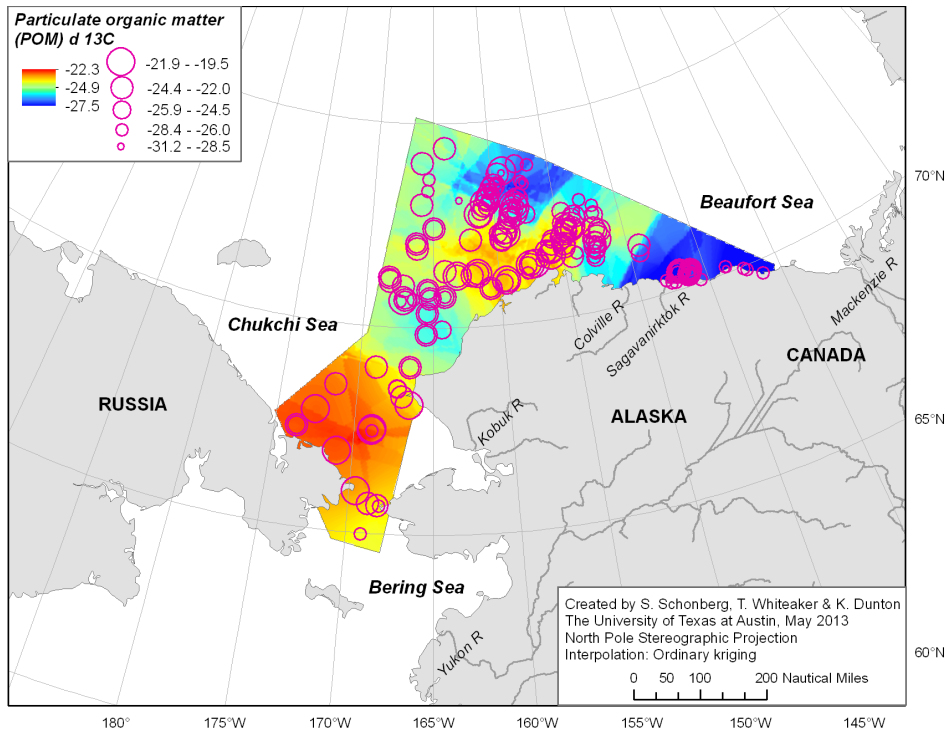 Particulate organic matter
(POM) d 13C
-22.3
-24.9
-27.5
-21.9 - -19.5
-24.4 - -22.0
-25.9 - -24.5
-28.4 - -26.0
-31.2 - -28.5
70°N
Beaufort Sea
Mackenzie R
Chukchi Sea
Colville R
Sagavanirktok R
CANADA
RUSSIA
ALASKA
65°N
Kobuk R
Bering Sea
Yukon R
Created by S. Schonberg, T. Whiteaker & K. Dunton
The University of Texas at Austin, May 2013
North Pole Stereographic Projection
Interpolation: Ordinary kriging
0 50 100 200 Nautical Miles
60°N
180° 170°W 165°W 160°W 155°W 150°W 145°W